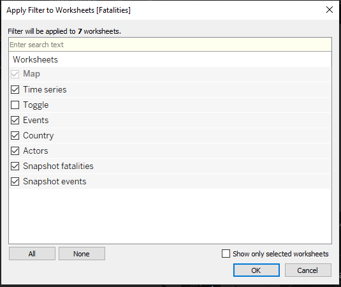 Apply Filter to Worksheets [Fatalities]
Filter will be applied to 7 worksheets.
Enter search text
Worksheets
Map
Time series
Toggle
Events
Country
Actors
Snapshot fatalities
Snapshot events
All None Show only selected worksheets
OK Cancel